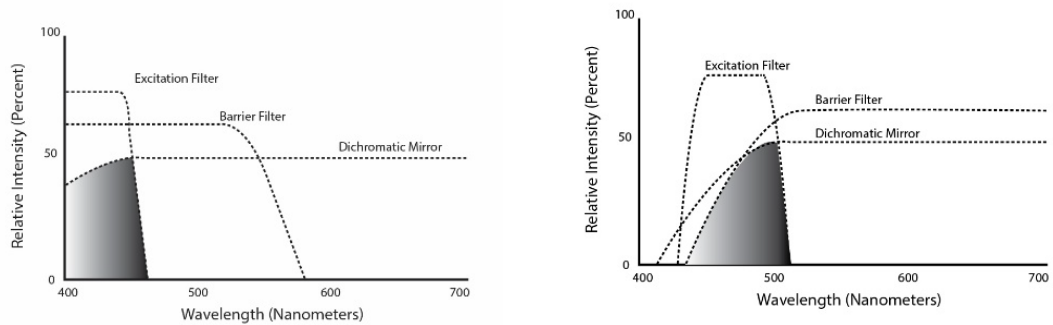 100
Relative Intensity (Percent)
Excitation Filter
Barrier Filter
50
Dichromatic Mirror
0
400
500
600
700
Wavelength (Nanometers)
100
Relative Intensity (Percent)
Excitation Filter
Barrier Filter
50
Dichromatic Mirror
0
400
500
600
700
Wavelength (Nanometers)